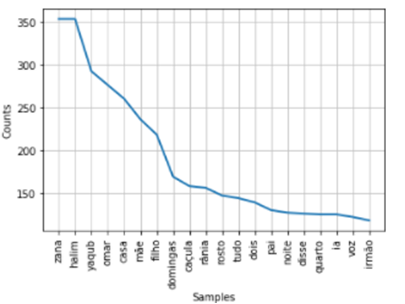 350
300
250
200
150
Counts
zana
halim
yaqub
omar
casa
mãe
filho
domingas
caçula
rânia
rosto
tudo
dois
pai
noite
disse
quarto
ia
voz
irmão
Samples